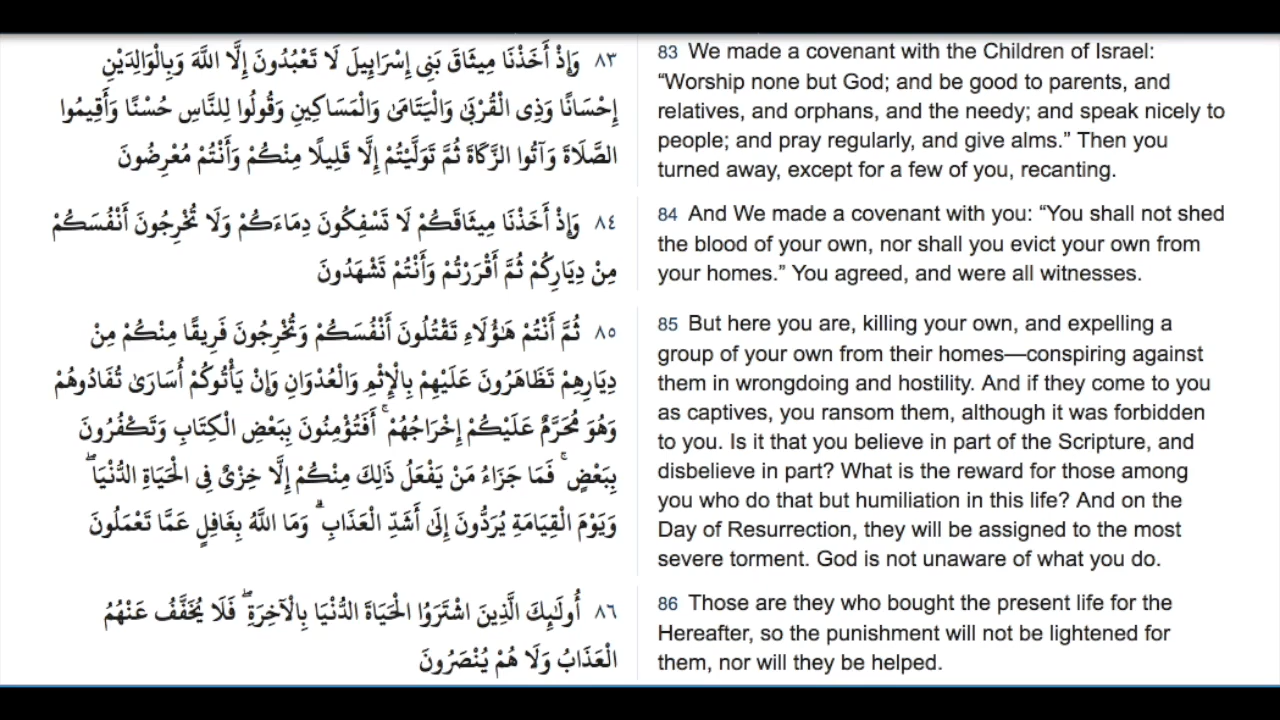 ٨٣ وَإِذْ أَخَذْنَا مِيثَاقَ بَنِي إِسْرَائِيلَ لَا تَعْبُدُونَ إِلَّا اللَّهَ وَبِالْوَالِدَيْنِ
إِحْسَانًا وَذِي الْقُرْبَىٰ وَالْيَتَامَىٰ وَالْمَسَاكِينِ وَقُولُوا لِلنَّاسِ حُسْنًا وَأَقِيمُوا
الصَّلَاةَ وَآتُوا الزَّكَاةَ ثُمَّ تَوَلَّيْتُمْ إِلَّا قَلِيلًا مِنْكُمْ وَأَنْتُمْ مُعْرِضُونَ
83 We made a covenant with the Children of Israel:
“Worship none but God; and be good to parents, and
relatives, and orphans, and the needy; and speak nicely to
people; and pray regularly, and give alms.” Then you
turned away, except for a few of you, recanting.
٨٤ وَإِذْ أَخَذْنَا مِيثَاقَكُمْ لَا تَسْفِكُونَ دِمَاءَكُمْ وَلَا تُخْرِجُونَ أَنْفُسَكُمْ
مِنْ دِيَارِكُمْ ثُمَّ أَقْرَرْتُمْ وَأَنْتُمْ تَشْهَدُونَ
84 And We made a covenant with you: “You shall not shed
the blood of your own, nor shall you evict your own from
your homes.” You agreed, and were all witnesses.
٨٥ ثُمَّ أَنْتُمْ هَٰؤُلَاءِ تَقْتُلُونَ أَنْفُسَكُمْ وَتُخْرِجُونَ فَرِيقًا مِنْكُمْ مِنْ
دِيَارِهِمْ تَظَاهَرُونَ عَلَيْهِمْ بِالْإِثْمِ وَالْعُدْوَانِ وَإِنْ يَأْتُوكُمْ أُسَارَىٰ تُفَادُوهُمْ
وَهُوَ مُحَرَّمٌ عَلَيْكُمْ إِخْرَاجُهُمْ ۚ أَفَتُؤْمِنُونَ بِبَعْضِ الْكِتَابِ وَتَكْفُرُونَ
بِبَعْضٍ ۚ فَمَا جَزَاءُ مَنْ يَفْعَلُ ذَٰلِكَ مِنْكُمْ إِلَّا خِزْيٌ فِي الْحَيَاةِ الدُّنْيَا ۖ
وَيَوْمَ الْقِيَامَةِ يُرَدُّونَ إِلَىٰ أَشَدِّ الْعَذَابِ ۗ وَمَا اللَّهُ بِغَافِلٍ عَمَّا تَعْمَلُونَ
85 But here you are, killing your own, and expelling a
group of your own from their homes—conspiring against
them in wrongdoing and hostility. And if they come to you
as captives, you ransom them, although it was forbidden
to you. Is it that you believe in part of the Scripture, and
disbelieve in part? What is the reward for those among
you who do that but humiliation in this life? And on the
Day of Resurrection, they will be assigned to the most
severe torment. God is not unaware of what you do.
٨٦ أُولَٰئِكَ الَّذِينَ اشْتَرَوُا الْحَيَاةَ الدُّنْيَا بِالْآخِرَةِ ۖ فَلَا يُخَفَّفُ عَنْهُمُ
الْعَذَابُ وَلَا هُمْ يُنْصَرُونَ
86 Those are they who bought the present life for the
Hereafter, so the punishment will not be lightened for
them, nor will they be helped.